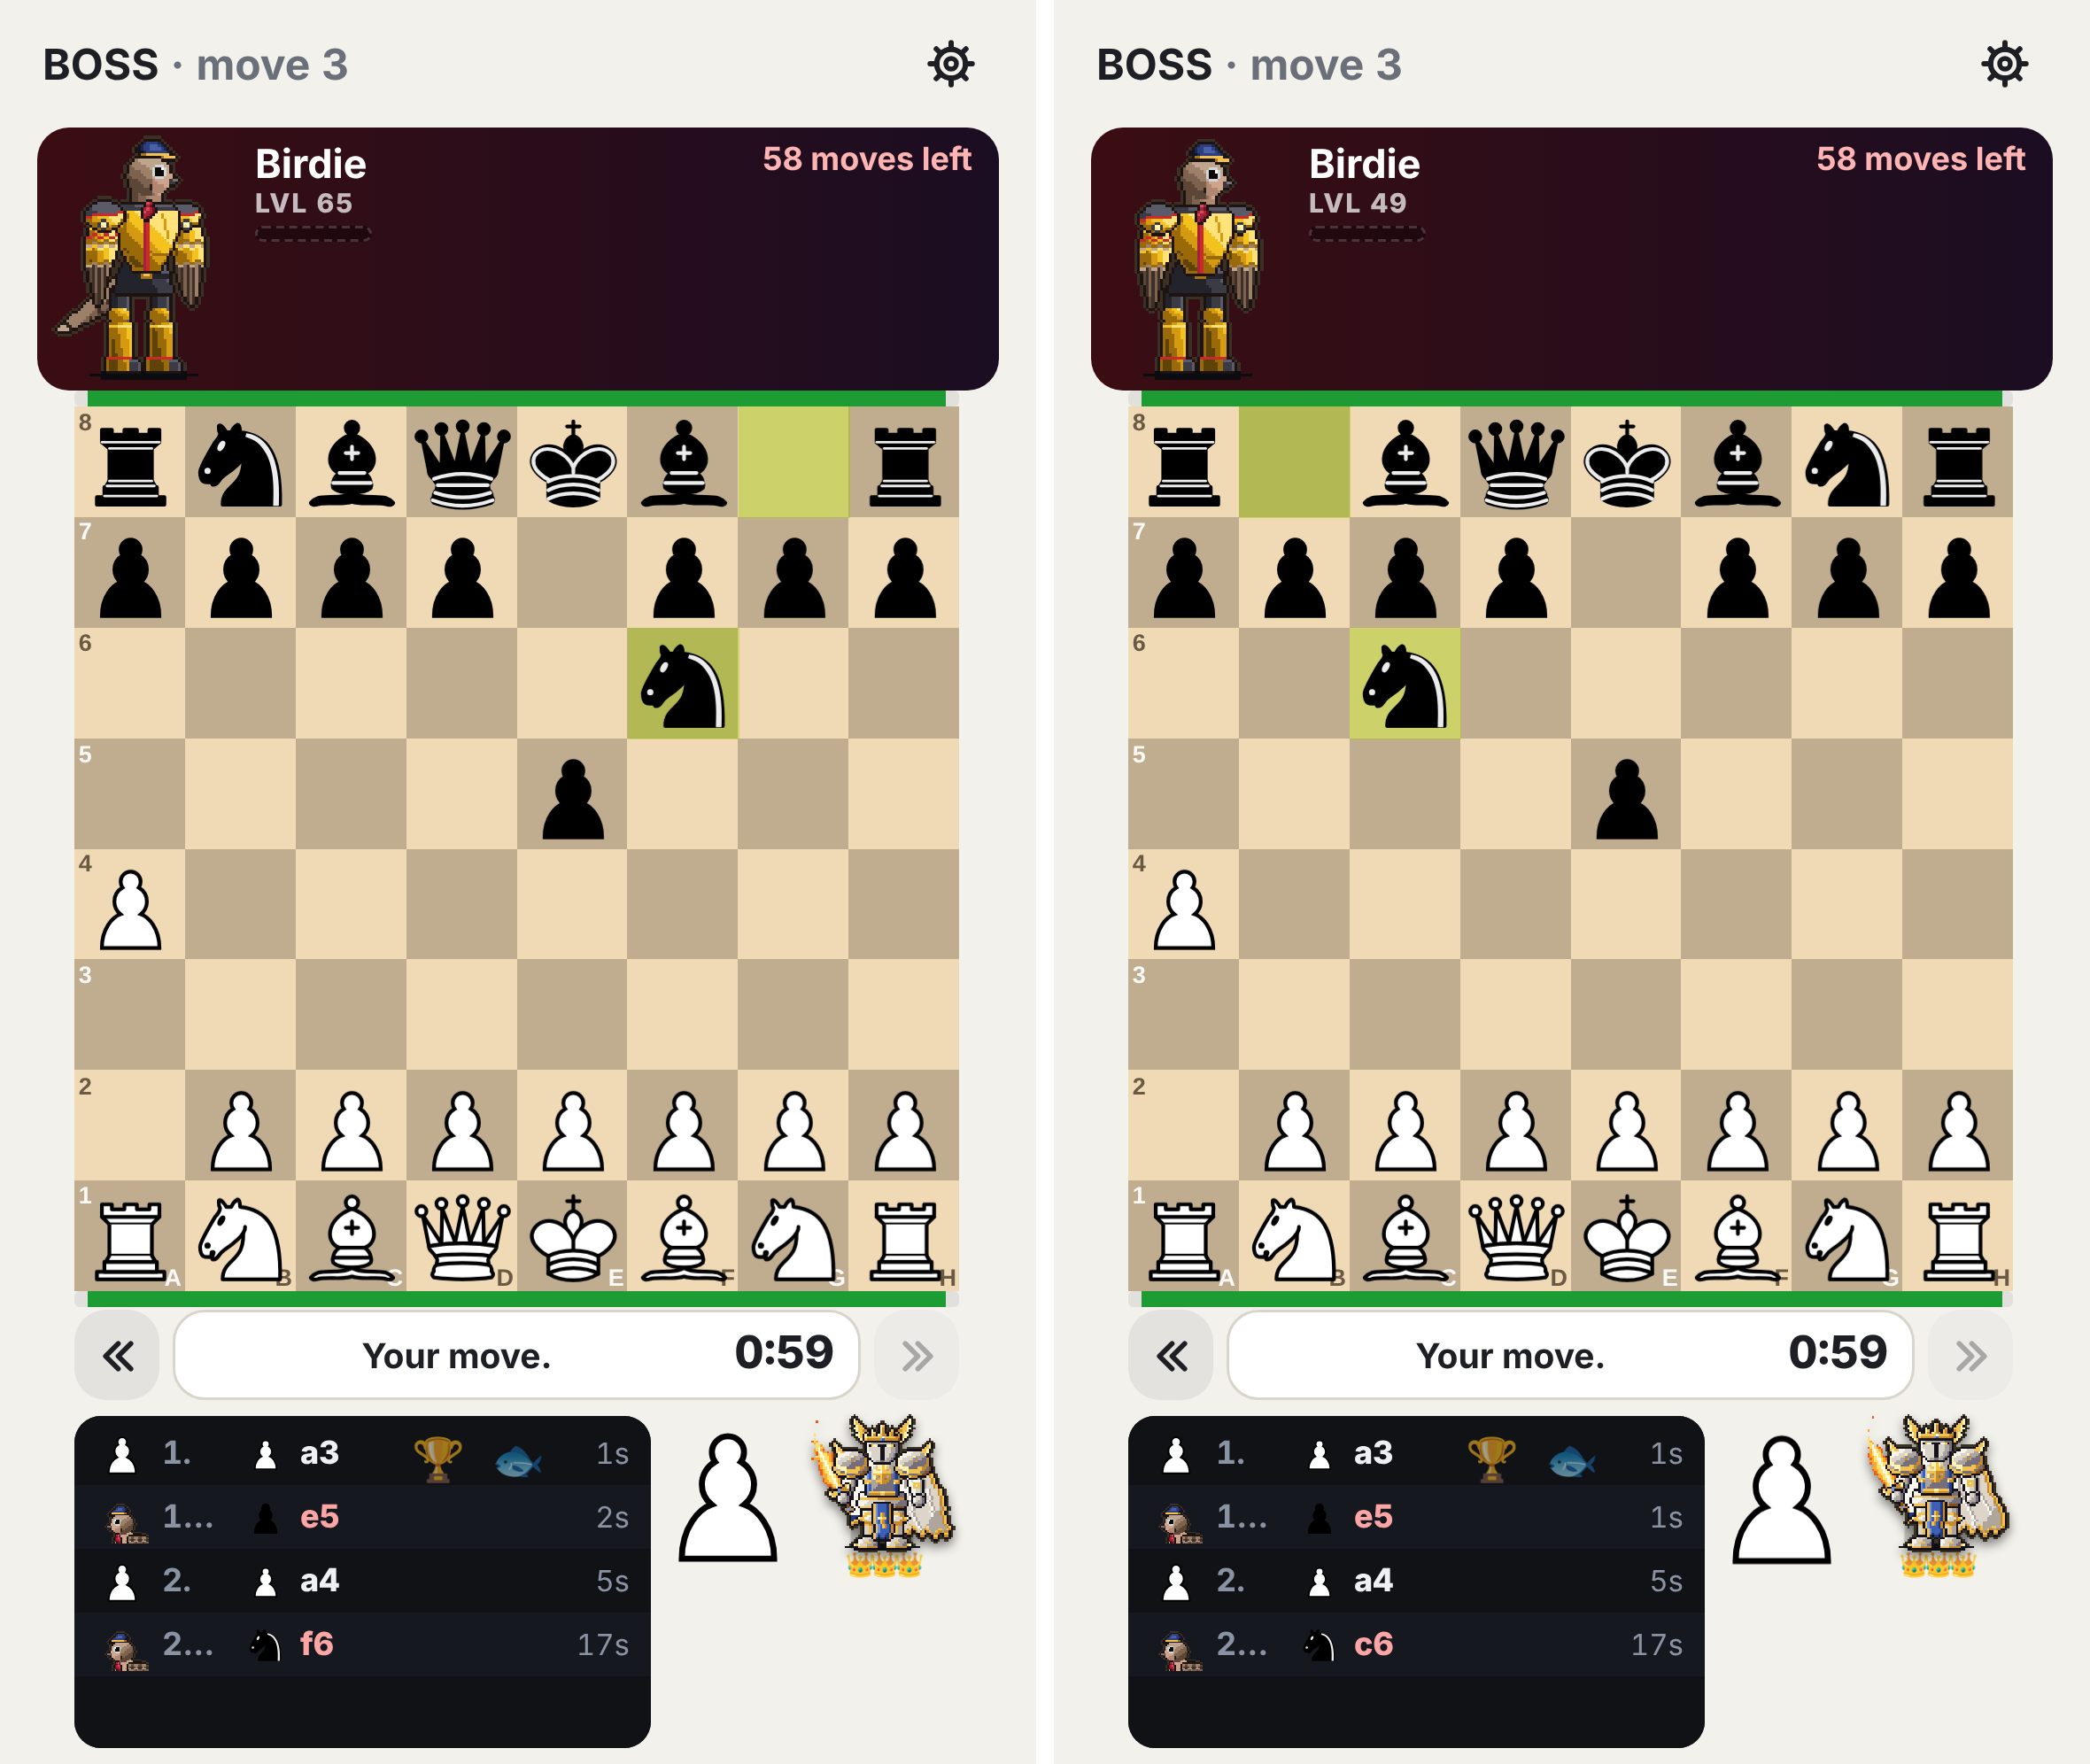 BOSS · move 3
Birdie
58 moves left
LVL 65
8
7
6
5
4
3
2
1
A B C D E F G H
Your move. 0:59
1. a3 1s
1... e5 2s
2. a4 5s
2... f6 17s
BOSS · move 3
Birdie
58 moves left
LVL 49
8
7
6
5
4
3
2
1
A B C D E F G H
Your move. 0:59
1. a3 1s
1... e5 1s
2. a4 5s
2... c6 17s